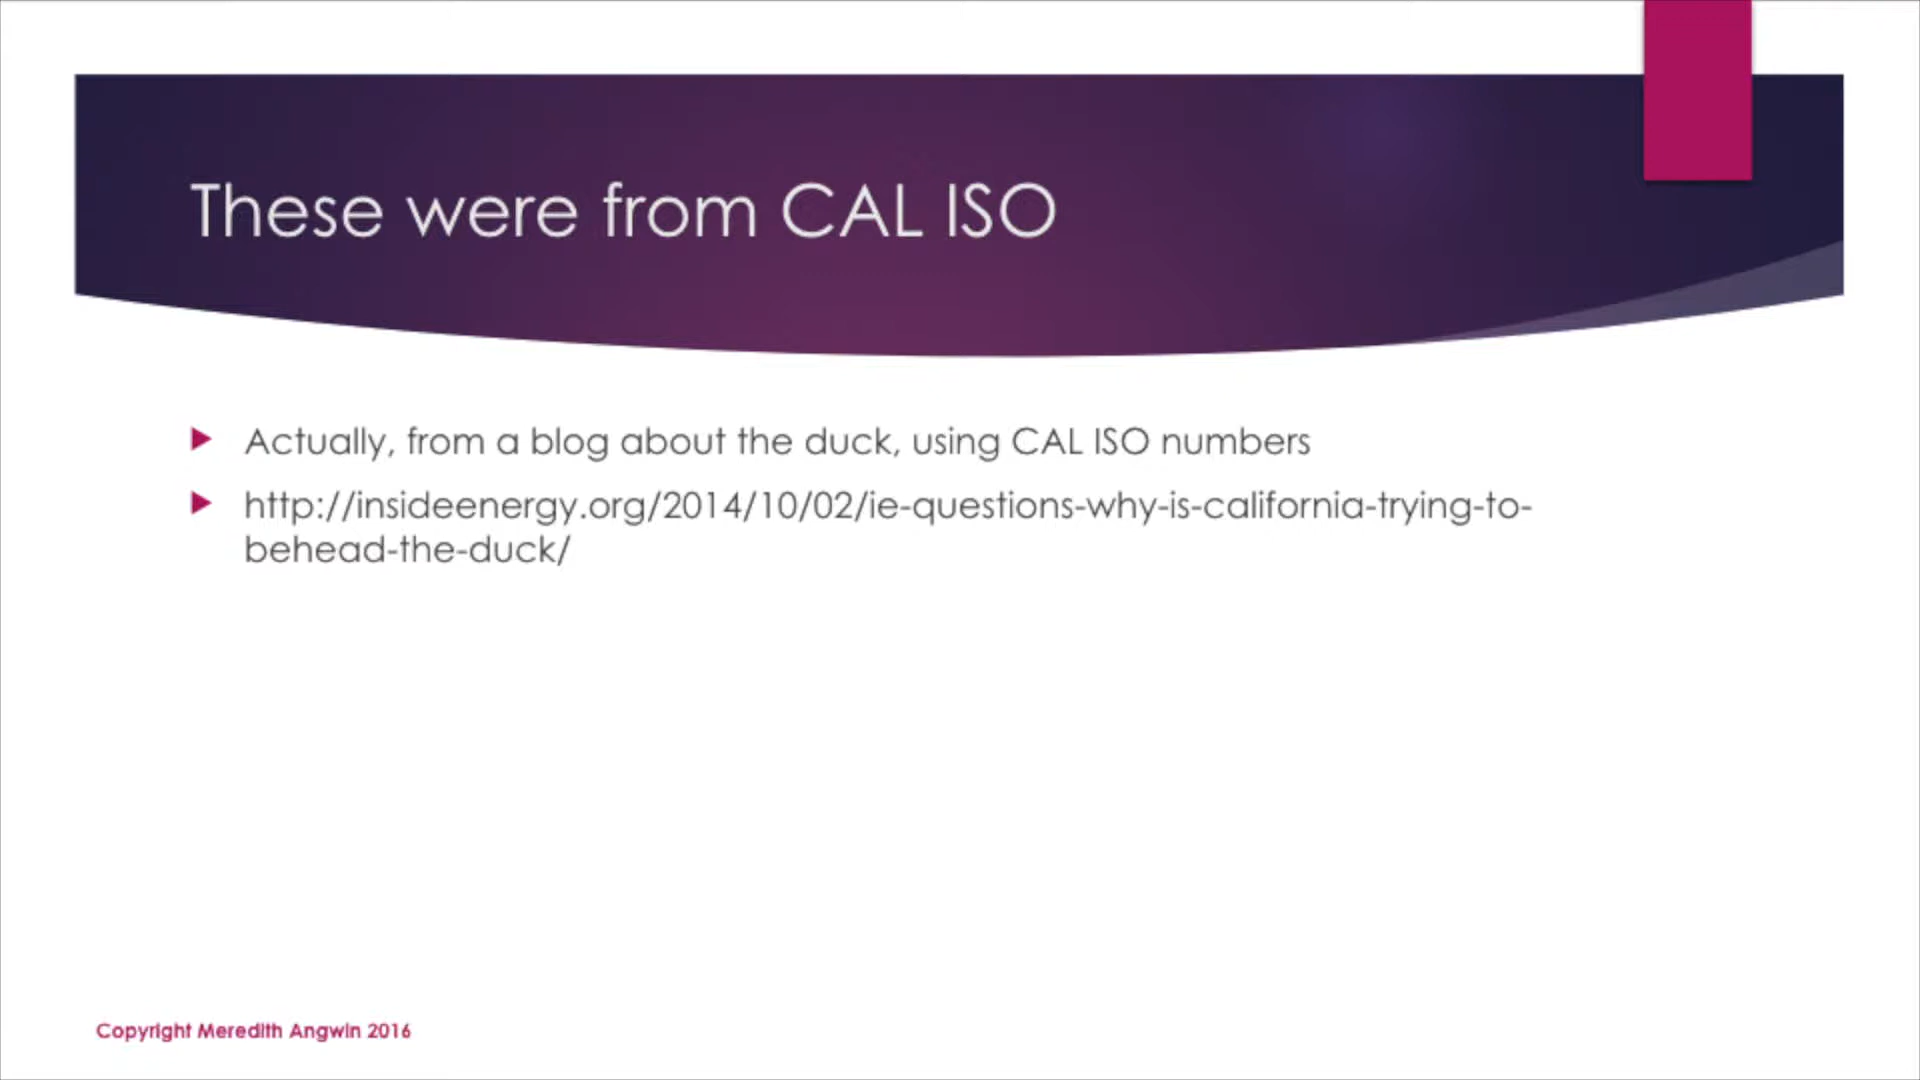 These were from CAL ISO
Actually, from a blog about the duck, using CAL ISO numbers
http://insideenergy.org/2014/10/02/ie-questions-why-is-california-trying-to-
behead-the-duck/
Copyright Meredith Angwin 2016